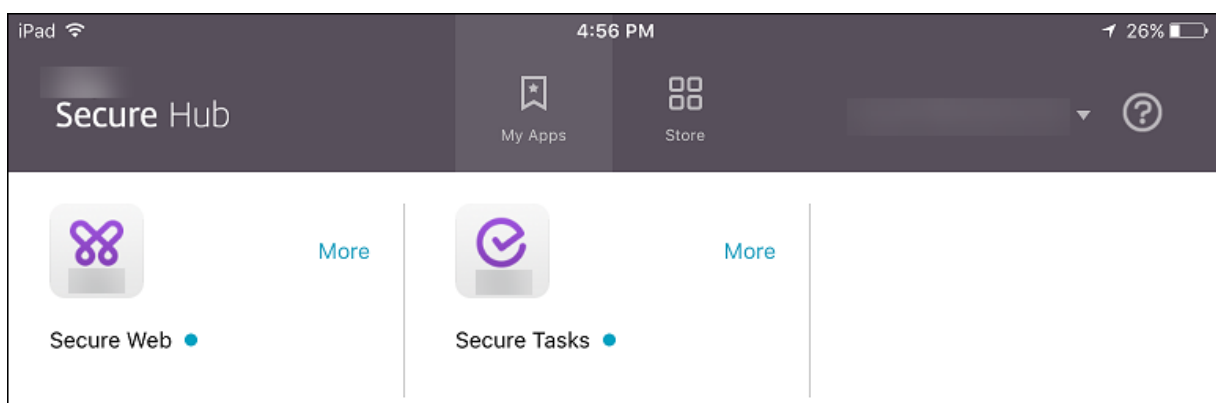 iPad
4:56 PM
26%
Secure Hub
My Apps
Store
?
More
More
Secure Web
Secure Tasks